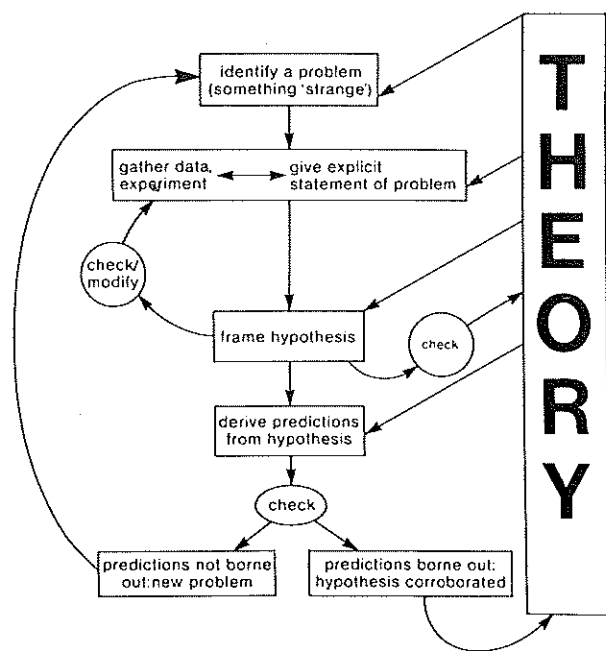 identify a problem
(something 'strange')
gather data,
experiment
give explicit
statement of problem
check/
modify
frame hypothesis
check
derive predictions
from hypothesis
check
predictions not borne
out:new problem
predictions borne out:
hypothesis corroborated
THEORY